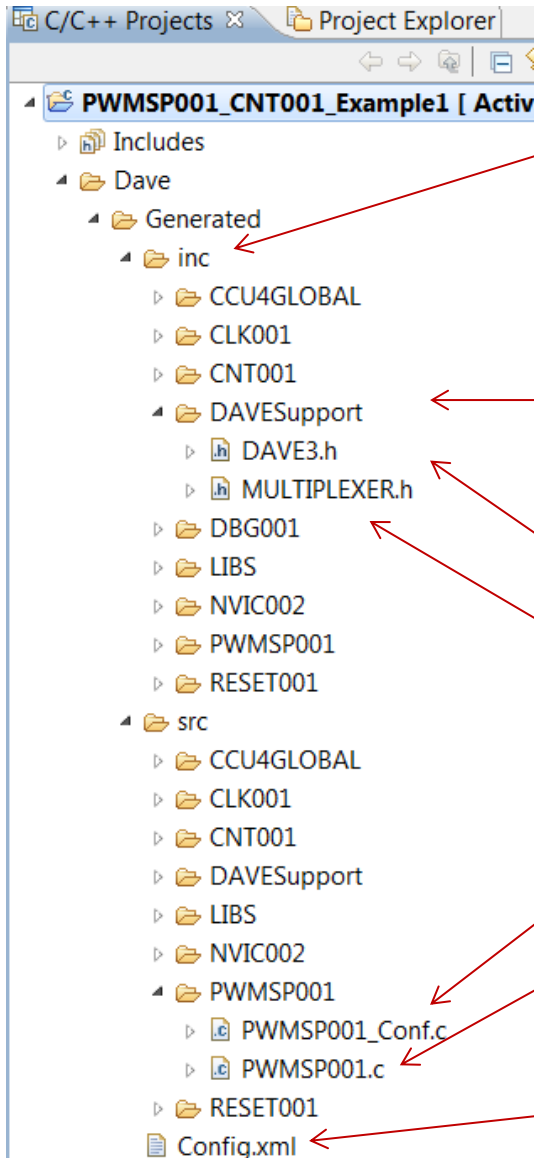 C/C++ Projects Project Explorer
PWMSP001_CNT001_Example1 [ Activ
Includes
Dave
Generated
inc
CCU4GLOBAL
CLK001
CNT001
DAVESupport
.h DAVE3.h
.h MULTIPLEXER.h
DBG001
LIBS
NVIC002
PWMSP001
RESET001
src
CCU4GLOBAL
CLK001
CNT001
DAVESupport
LIBS
NVIC002
PWMSP001
.c PWMSP001_Conf.c
.c PWMSP001.c
RESET001
Config.xml